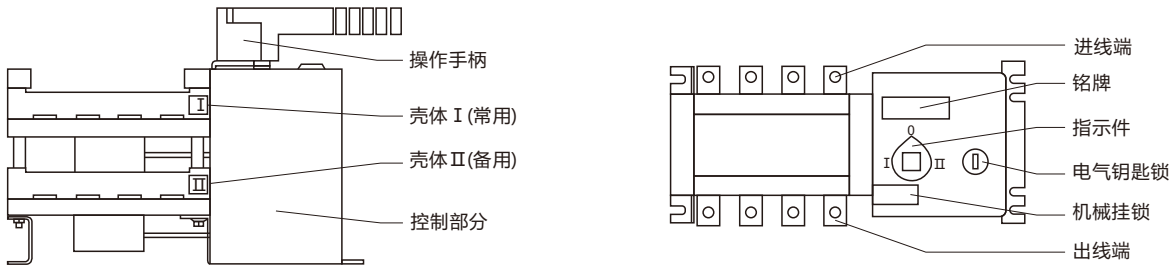 操作手柄
壳体Ⅰ(常用)
壳体Ⅱ(备用)
控制部分
Ⅰ
Ⅱ
进线端
铭牌
指示件
电气钥匙锁
机械挂锁
出线端
0
Ⅰ Ⅱ